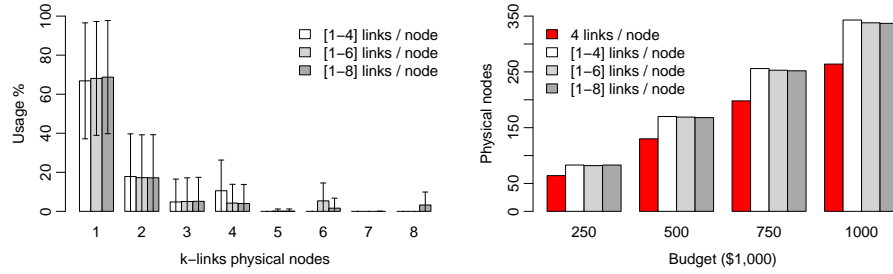 100
80
60
40
20
0
Usage %
[1−4] links / node
[1−6] links / node
[1−8] links / node
1 2 3 4 5 6 7 8
k−links physical nodes
350
250
150
50
0
Physical nodes
4 links / node
[1−4] links / node
[1−6] links / node
[1−8] links / node
250 500 750 1000
Budget ($1,000)